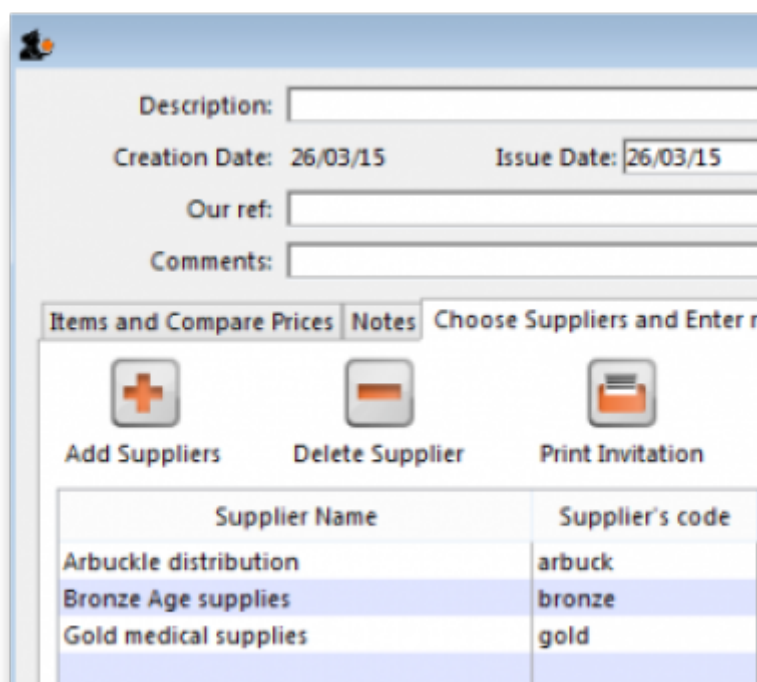 Description:
Creation Date: 26/03/15 Issue Date: 26/03/15
Our ref:
Comments:
Items and Compare Prices Notes Choose Suppliers and Enter
Add Suppliers Delete Supplier Print Invitation
Supplier Name Supplier's code
Arbuckle distribution arbuck
Bronze Age supplies bronze
Gold medical supplies gold